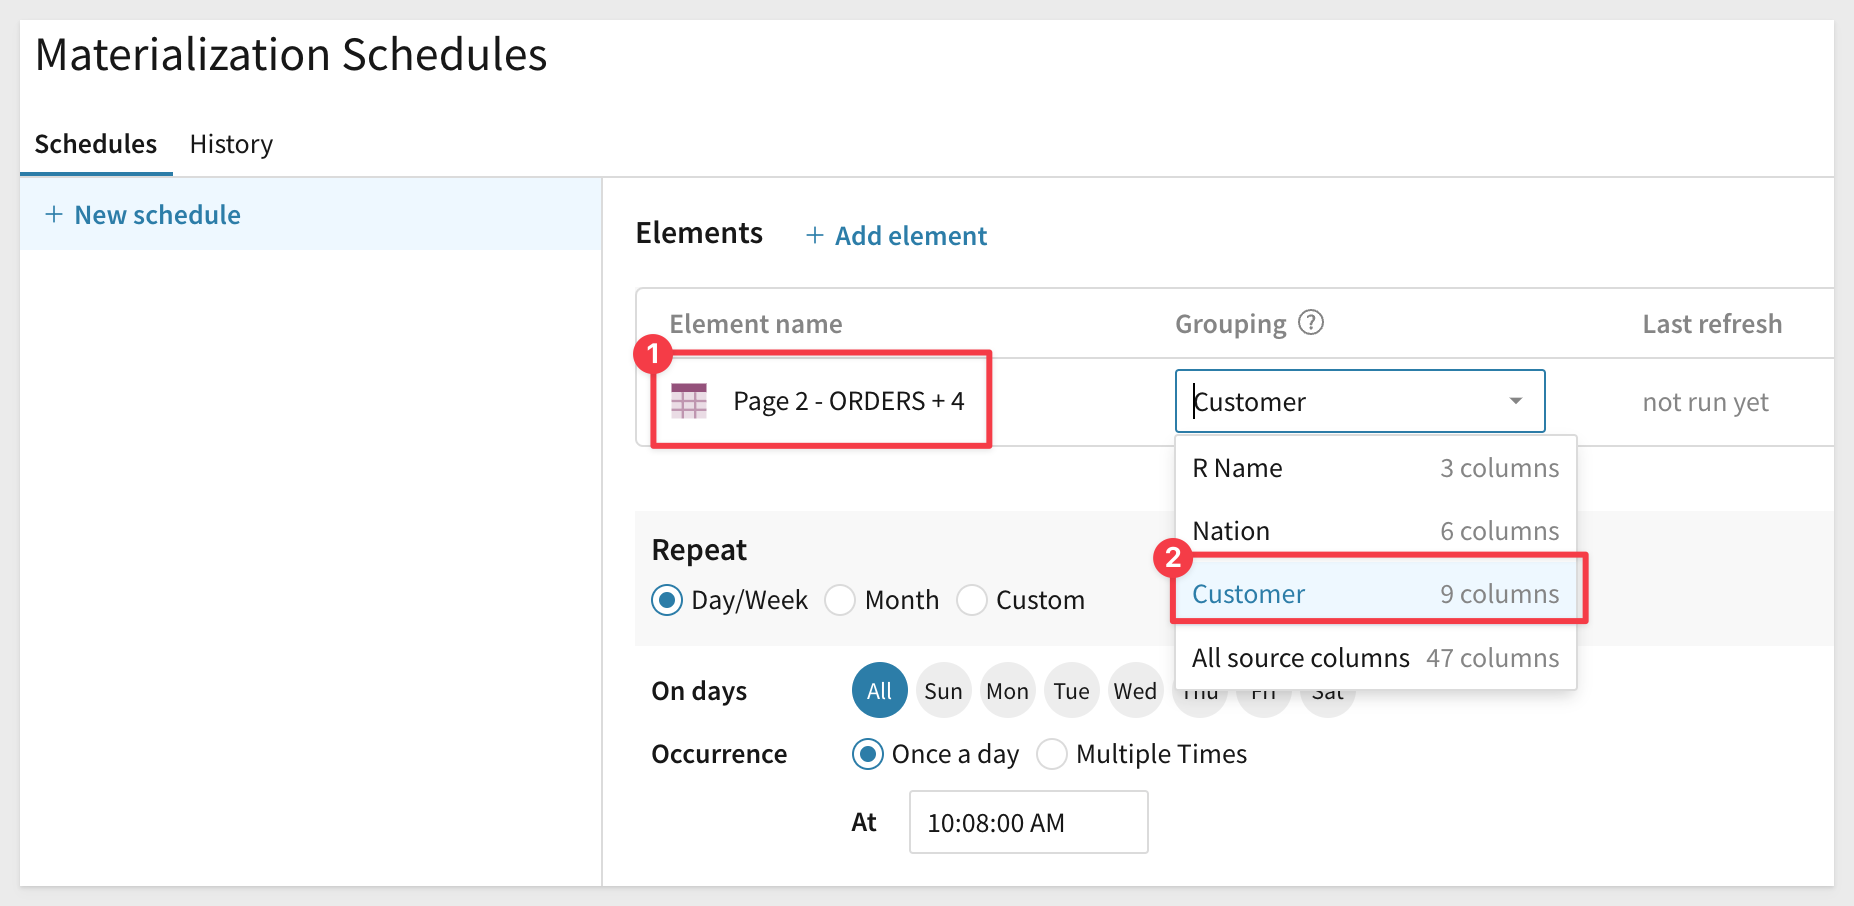 Materialization Schedules
Schedules History
+ New schedule
Elements + Add element
Element name Grouping ? Last refresh
1
Page 2 - ORDERS + 4 Customer not run yet
R Name 3 columns
Nation 6 columns
2
Customer 9 columns
All source columns 47 columns
Repeat
Day/Week Month Custom
On days All Sun Mon Tue Wed Thu Fri Sat
Occurrence Once a day Multiple Times
At 10:08:00 AM